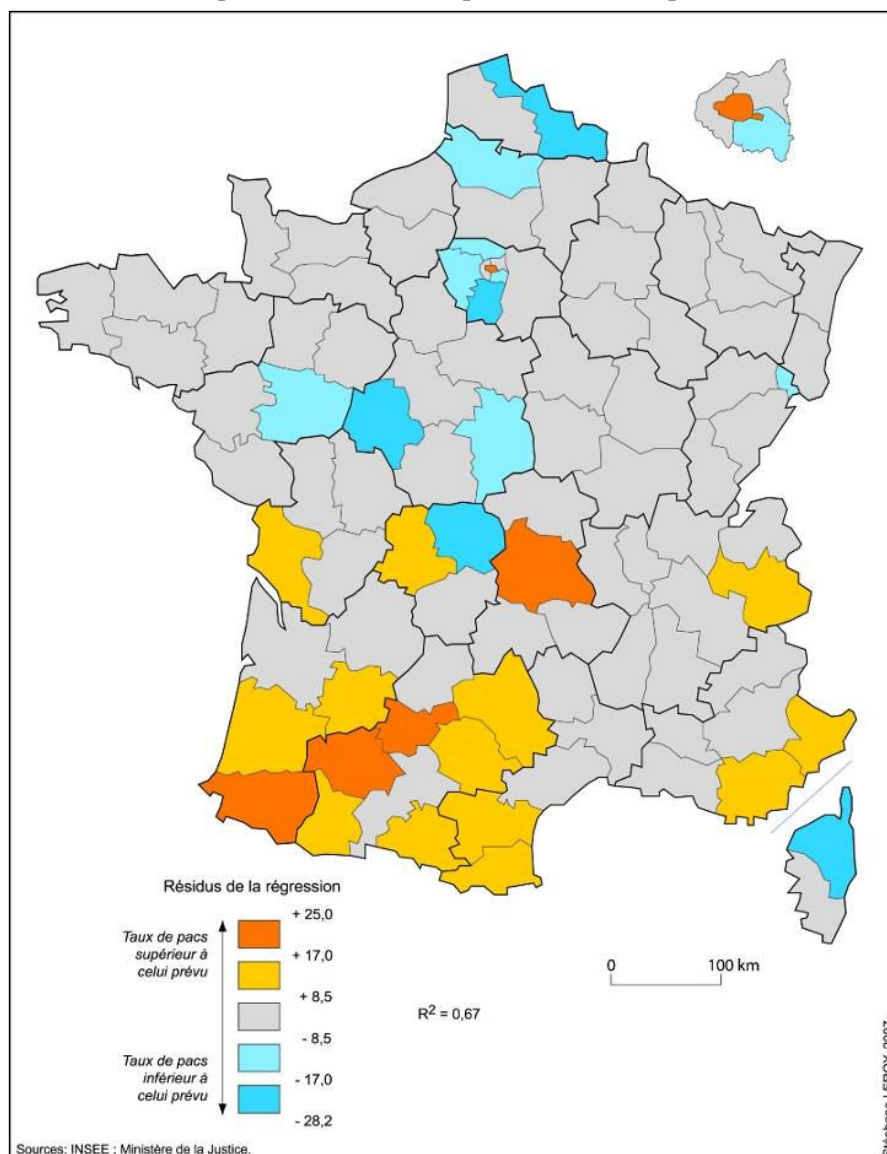 Résidus de la régression
+ 25,0
Taux de pacs
supérieur à
celui prévu
+ 17,0
+ 8,5
- 8,5
Taux de pacs
inférieur à
celui prévu
- 17,0
- 28,2
R² = 0,67
0 100 km
Sources: INSEE ; Ministère de la Justice.